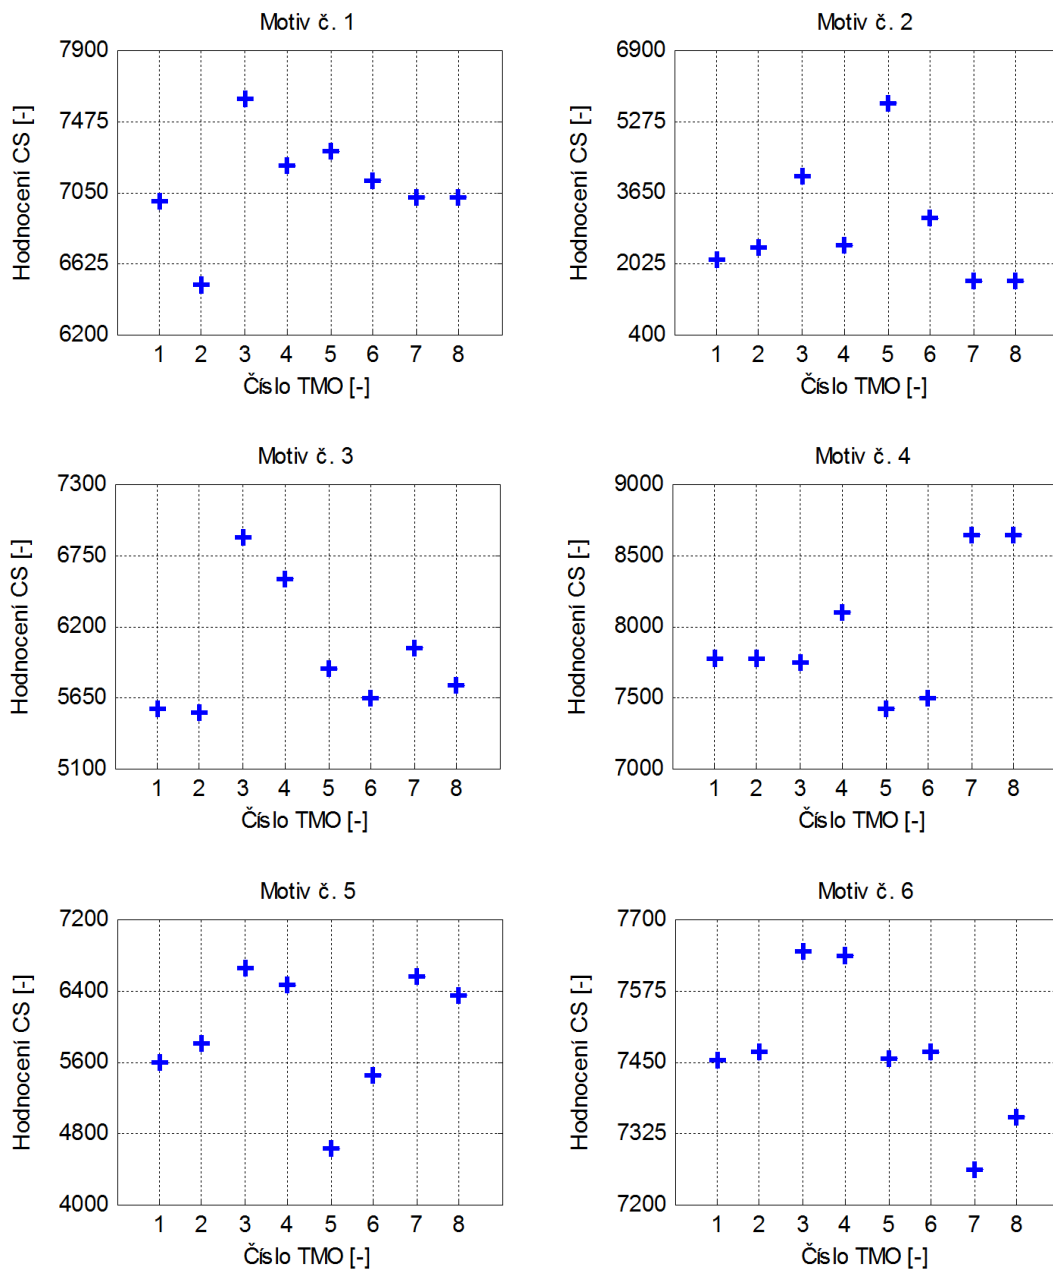 Motiv č. 1
7900
7475
7050
6625
6200
Hodnocení CS [-]
1 2 3 4 5 6 7 8
Číslo TMO [-]
Motiv č. 2
6900
5275
3650
2025
400
Hodnocení CS [-]
1 2 3 4 5 6 7 8
Číslo TMO [-]
Motiv č. 3
7300
6750
6200
5650
5100
Hodnocení CS [-]
1 2 3 4 5 6 7 8
Číslo TMO [-]
Motiv č. 4
9000
8500
8000
7500
7000
Hodnocení CS [-]
1 2 3 4 5 6 7 8
Číslo TMO [-]
Motiv č. 5
7200
6400
5600
4800
4000
Hodnocení CS [-]
1 2 3 4 5 6 7 8
Číslo TMO [-]
Motiv č. 6
7700
7575
7450
7325
7200
Hodnocení CS [-]
1 2 3 4 5 6 7 8
Číslo TMO [-]